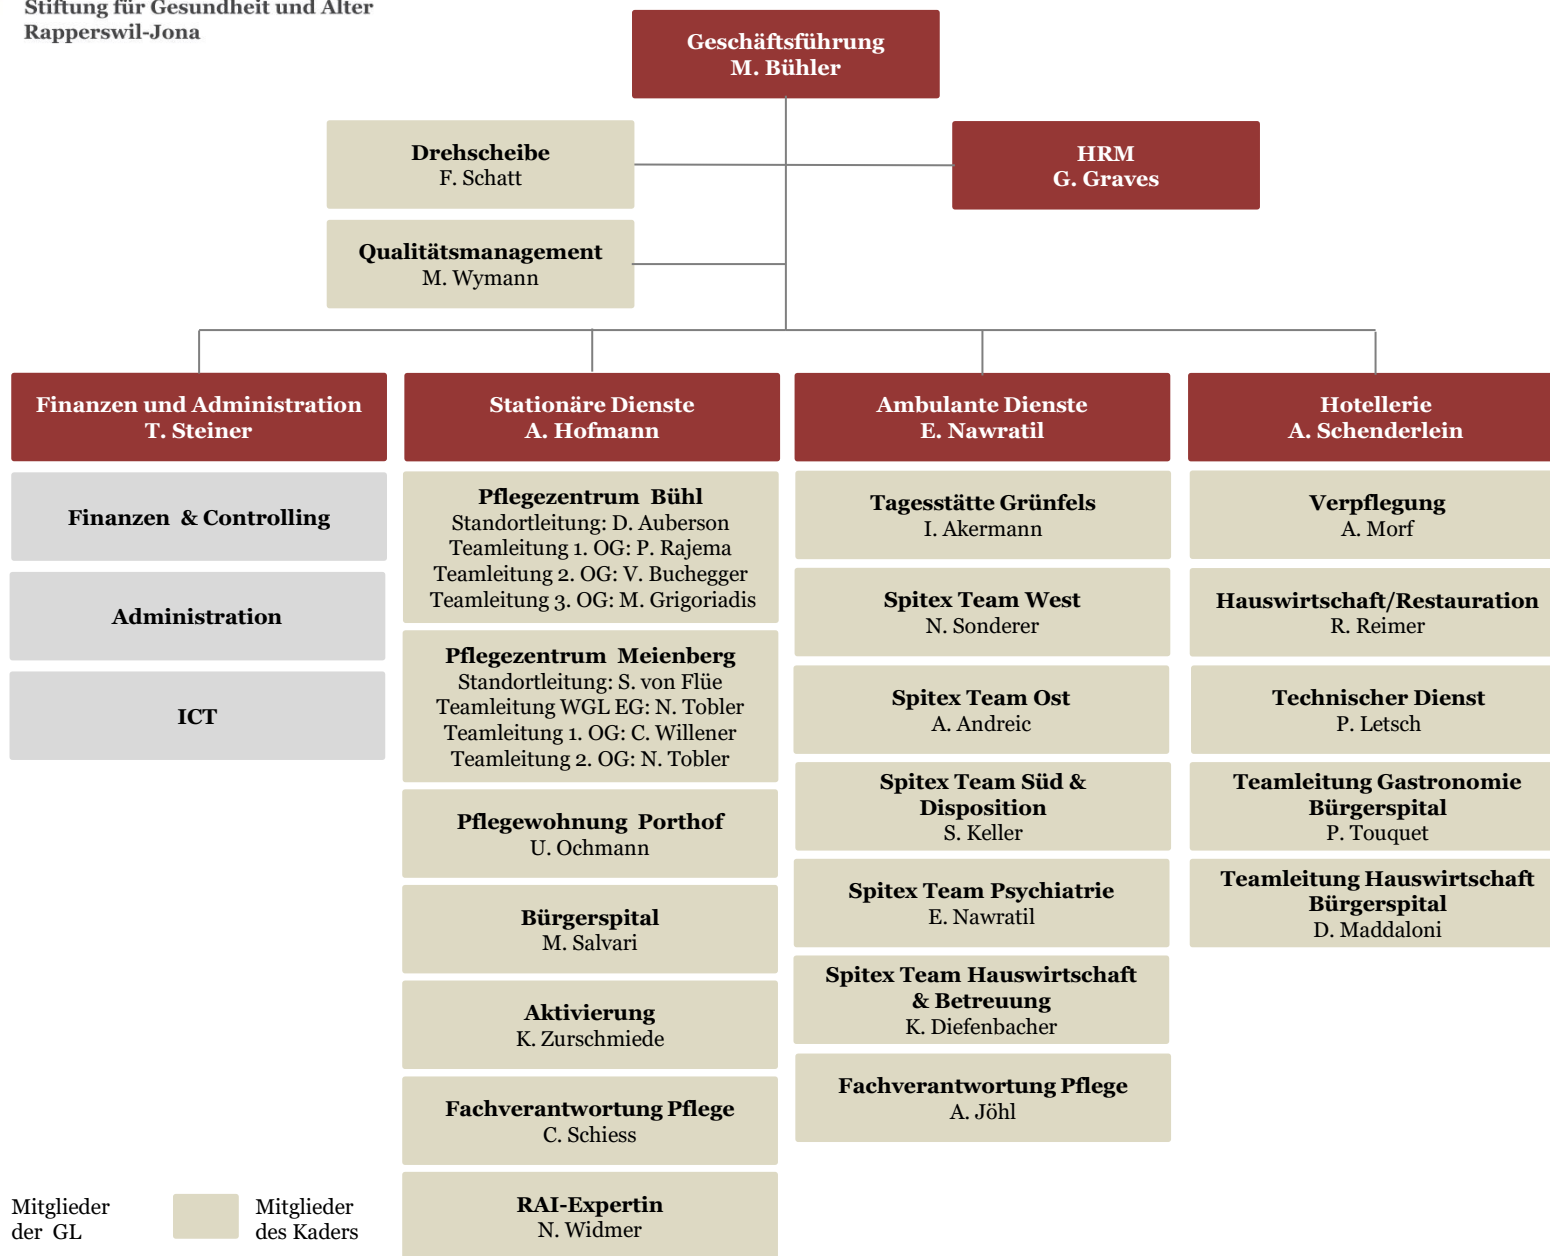 Stiftung für Gesundheit und Alter
Rapperswil-Jona
Geschäftsführung
M. Bühler
Drehscheibe
F. Schatt
HRM
G. Graves
Qualitätsmanagement
M. Wymann
Finanzen und Administration
T. Steiner
Finanzen & Controlling
Administration
ICT
Stationäre Dienste
A. Hofmann
Pflegezentrum Bühl
Standortleitung: D. Auberson
Teamleitung 1. OG: P. Rajema
Teamleitung 2. OG: V. Buchegger
Teamleitung 3. OG: M. Grigoriadis
Pflegezentrum Meienberg
Standortleitung: S. von Flüe
Teamleitung WGL EG: N. Tobler
Teamleitung 1. OG: C. Willener
Teamleitung 2. OG: N. Tobler
Pflegewohnung Porthof
U. Ochmann
Bürgerspital
M. Salvari
Aktivierung
K. Zurschmiede
Fachverantwortung Pflege
C. Schiess
RAI-Expertin
N. Widmer
Ambulante Dienste
E. Nawratil
Tagesstätte Grünfels
I. Akermann
Spitex Team West
N. Sonderer
Spitex Team Ost
A. Andreic
Spitex Team Süd &
Disposition
S. Keller
Spitex Team Psychiatrie
E. Nawratil
Spitex Team Hauswirtschaft
& Betreuung
K. Diefenbacher
Fachverantwortung Pflege
A. Jöhl
Hotellerie
A. Schenderlein
Verpflegung
A. Morf
Hauswirtschaft/Restauration
R. Reimer
Technischer Dienst
P. Letsch
Teamleitung Gastronomie
Bürgerspital
P. Touquet
Teamleitung Hauswirtschaft
Bürgerspital
D. Maddaloni
Mitglieder
der GL
Mitglieder
des Kaders